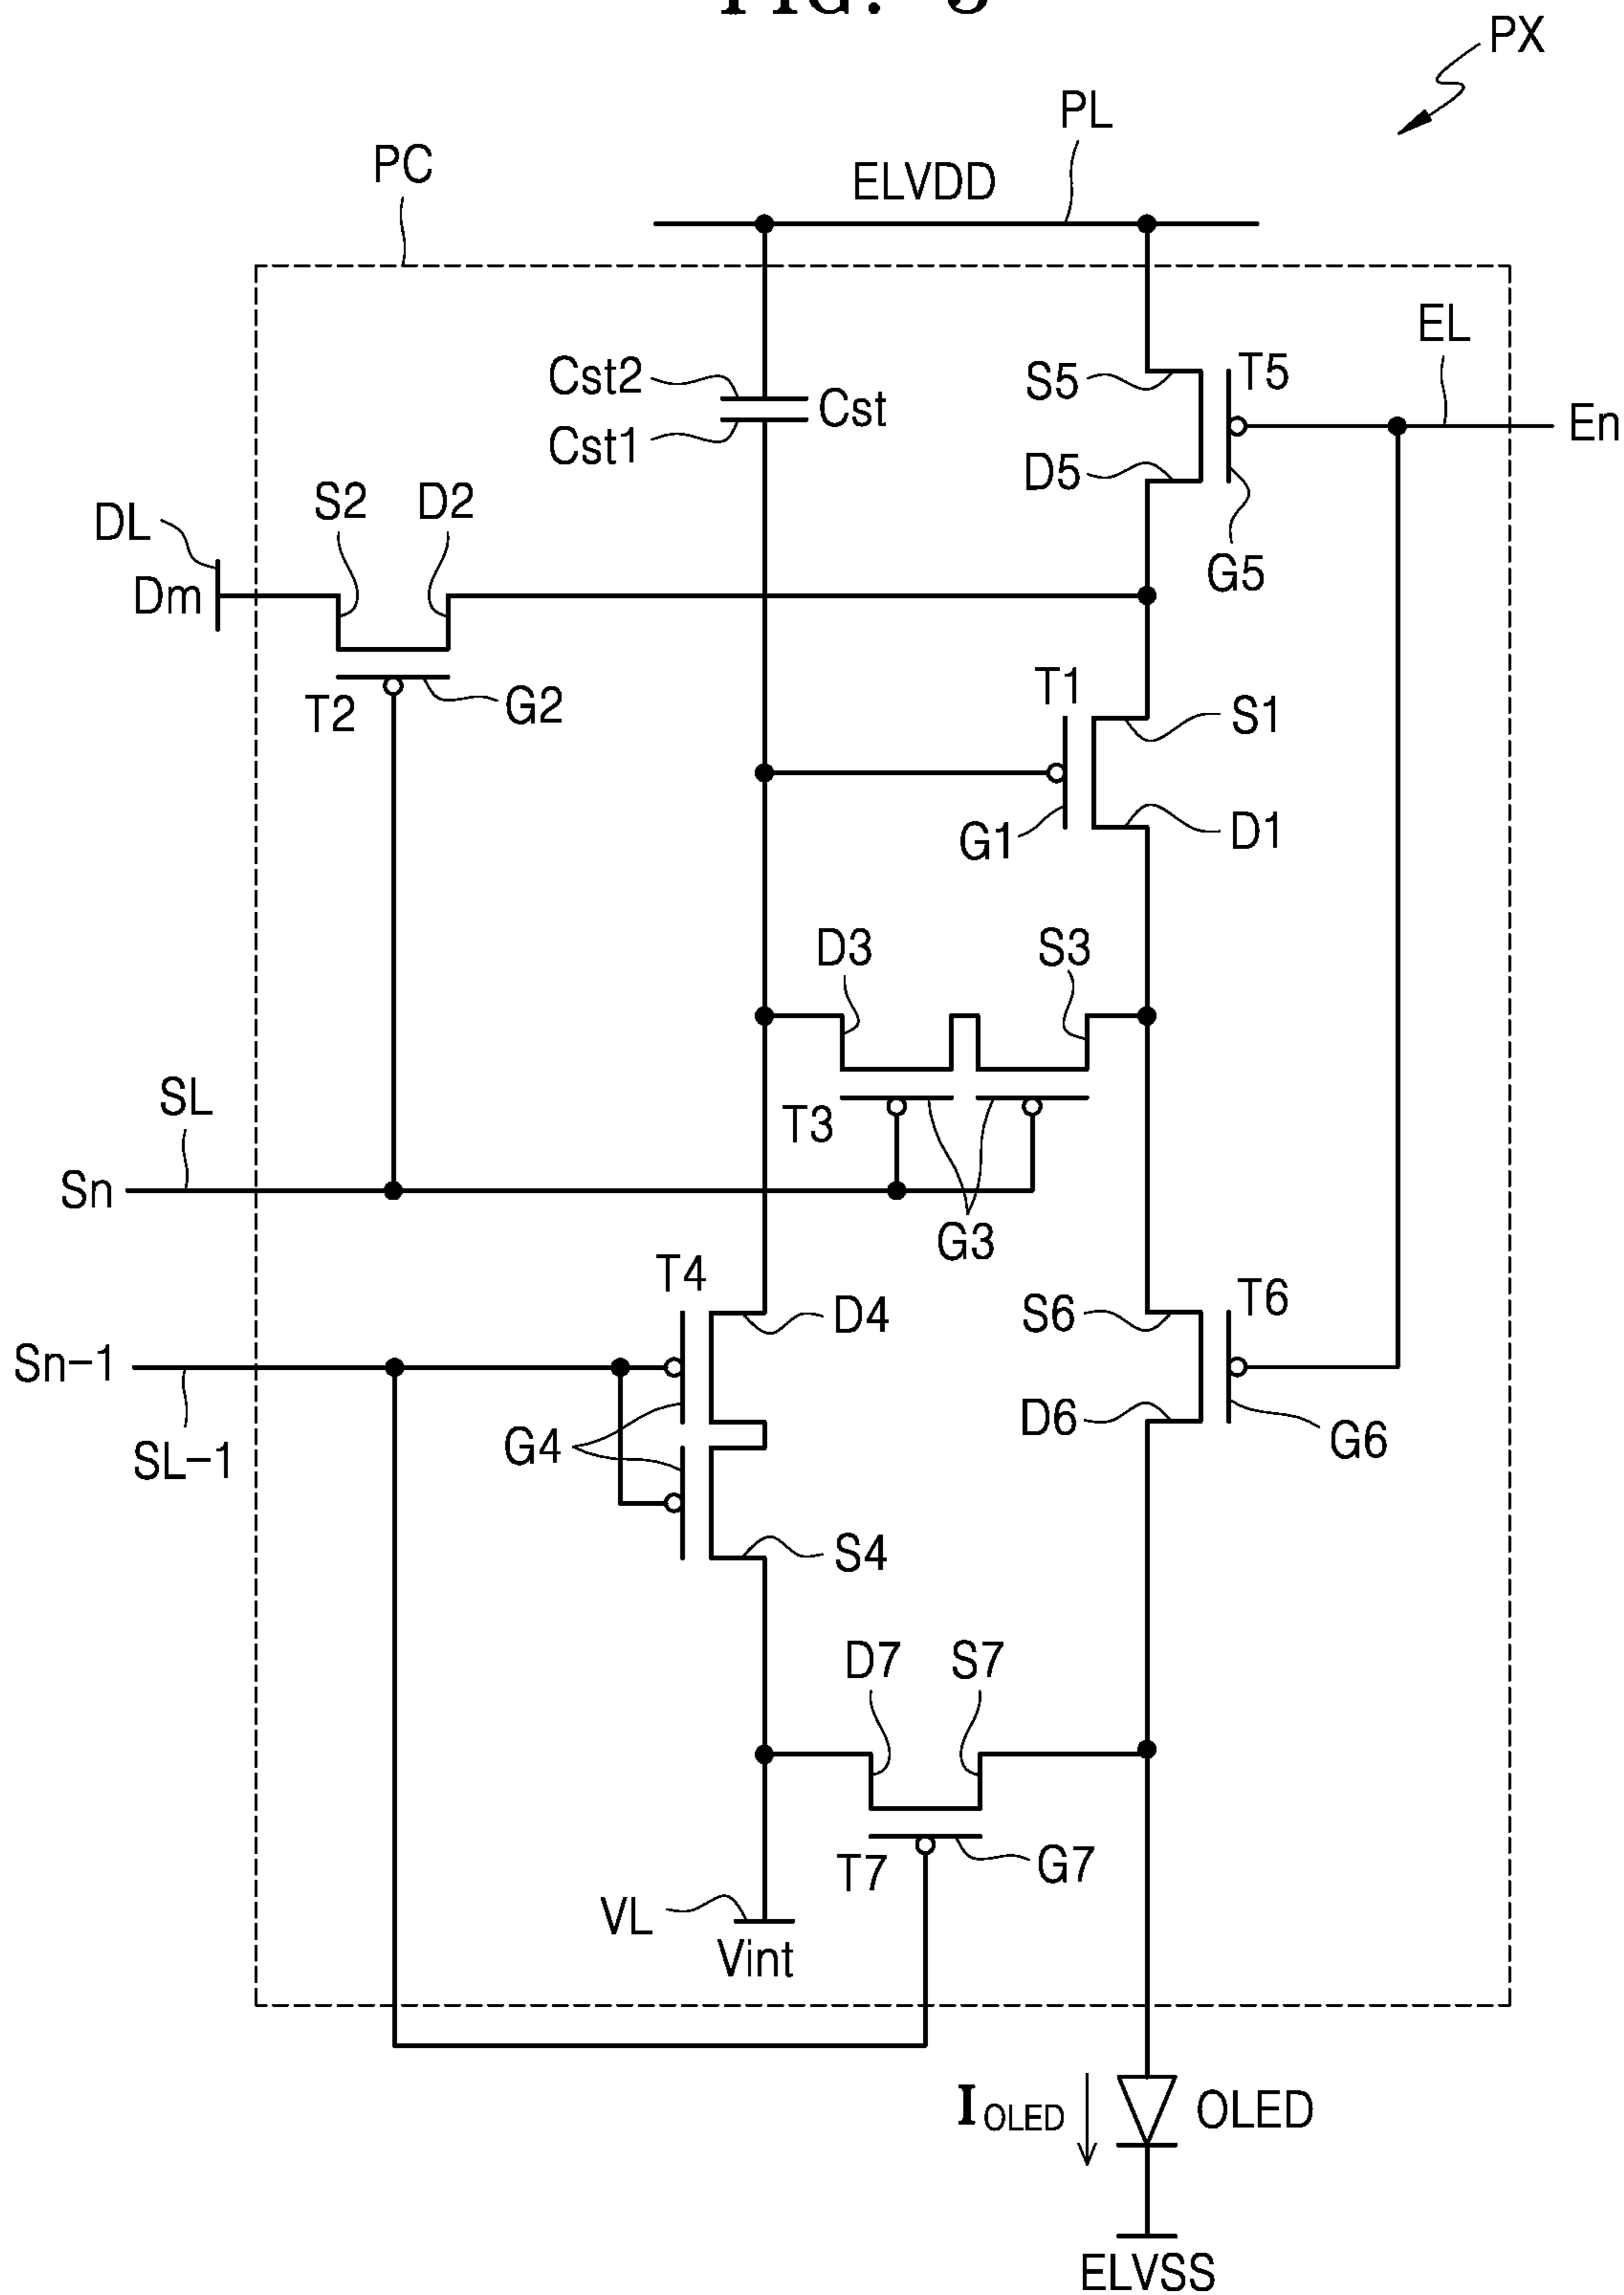 FIG. 3
PX
PL
PC
ELVDD
EL
Cst2
Cst
Cst1
S5
T5
D5
En
G5
DL
S2
D2
Dm
T2
G2
T1
S1
G1
D1
D3
S3
SL
T3
Sn
G3
T4
D4
S6
T6
Sn-1
SL-1
G4
D6
G6
S4
D7
S7
T7
G7
VL
Vint
IOLED
OLED
ELVSS